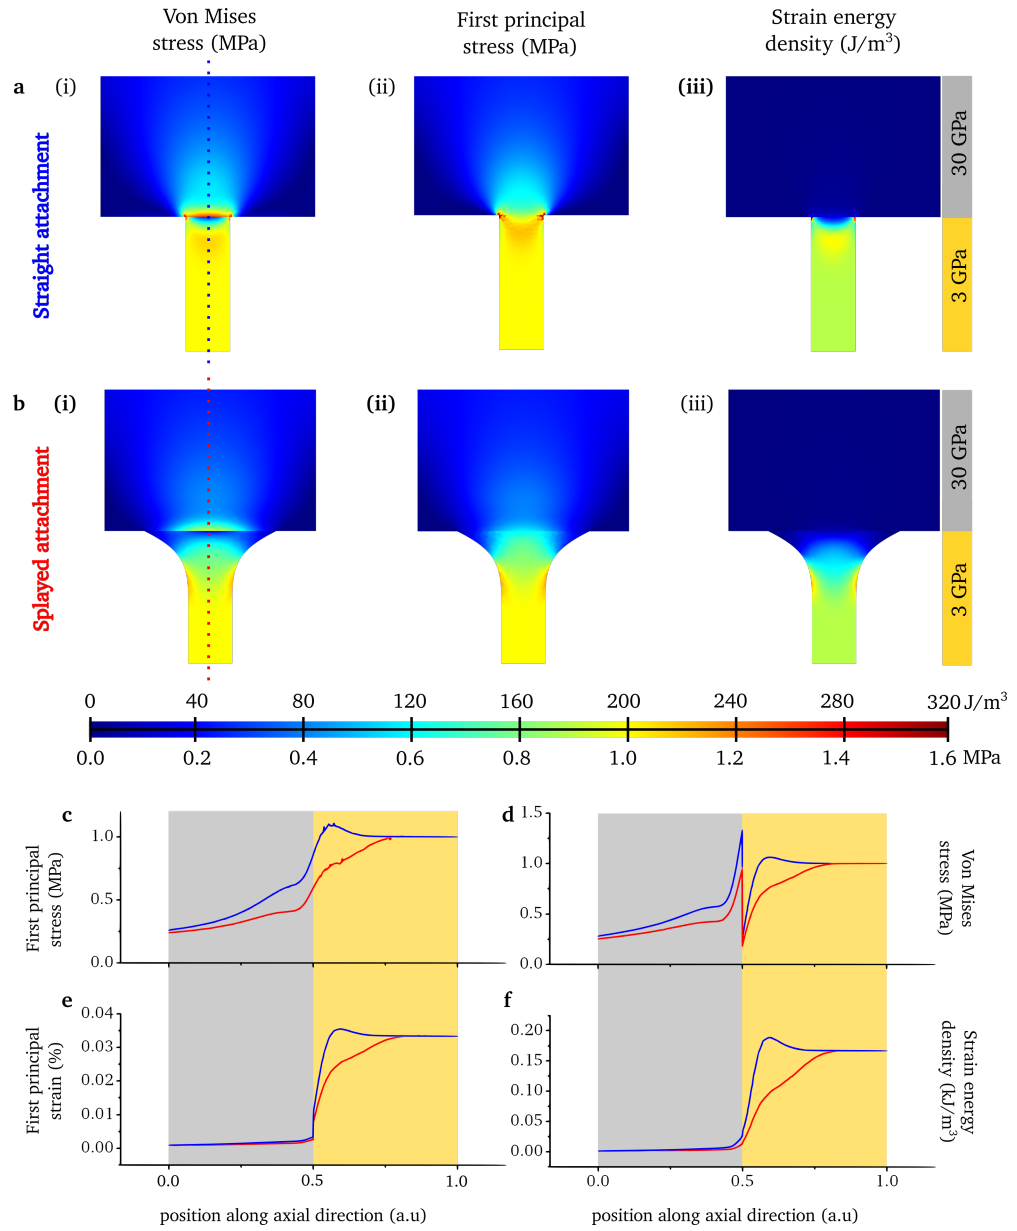 Von Mises
stress (MPa)
First principal
stress (MPa)
Strain energy
density (J/m³)
a (i)
(ii)
(iii)
Straight attachment
30 GPa
3 GPa
b (i)
(ii)
(iii)
Splayed attachment
30 GPa
3 GPa
0 40 80 120 160 200 240 280 320 J/m³
0.0 0.2 0.4 0.6 0.8 1.0 1.2 1.4 1.6 MPa
c
First principal
stress (MPa)
1.0
0.5
0.0
d
1.5
1.0
0.5
0.0
Von Mises
stress (MPa)
e
First principal
strain (%)
0.04
0.03
0.02
0.01
0.00
0.0 0.5 1.0
position along axial direction (a.u)
f
0.20
0.15
0.10
0.05
0.00
Strain energy
density (kJ/m³)
0.0 0.5 1.0
position along axial direction (a.u)